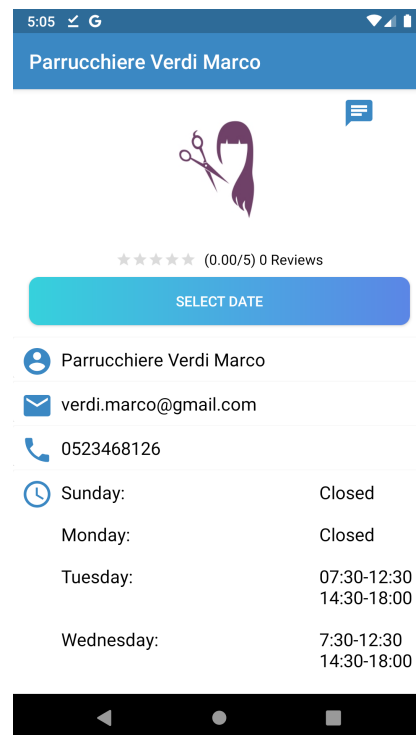 5:05 G
Parrucchiere Verdi Marco
(0.00/5) 0 Reviews
SELECT DATE
Parrucchiere Verdi Marco
verdi.marco@gmail.com
0523468126
Sunday: Closed
Monday: Closed
Tuesday: 07:30-12:30
14:30-18:00
Wednesday: 7:30-12:30
14:30-18:00